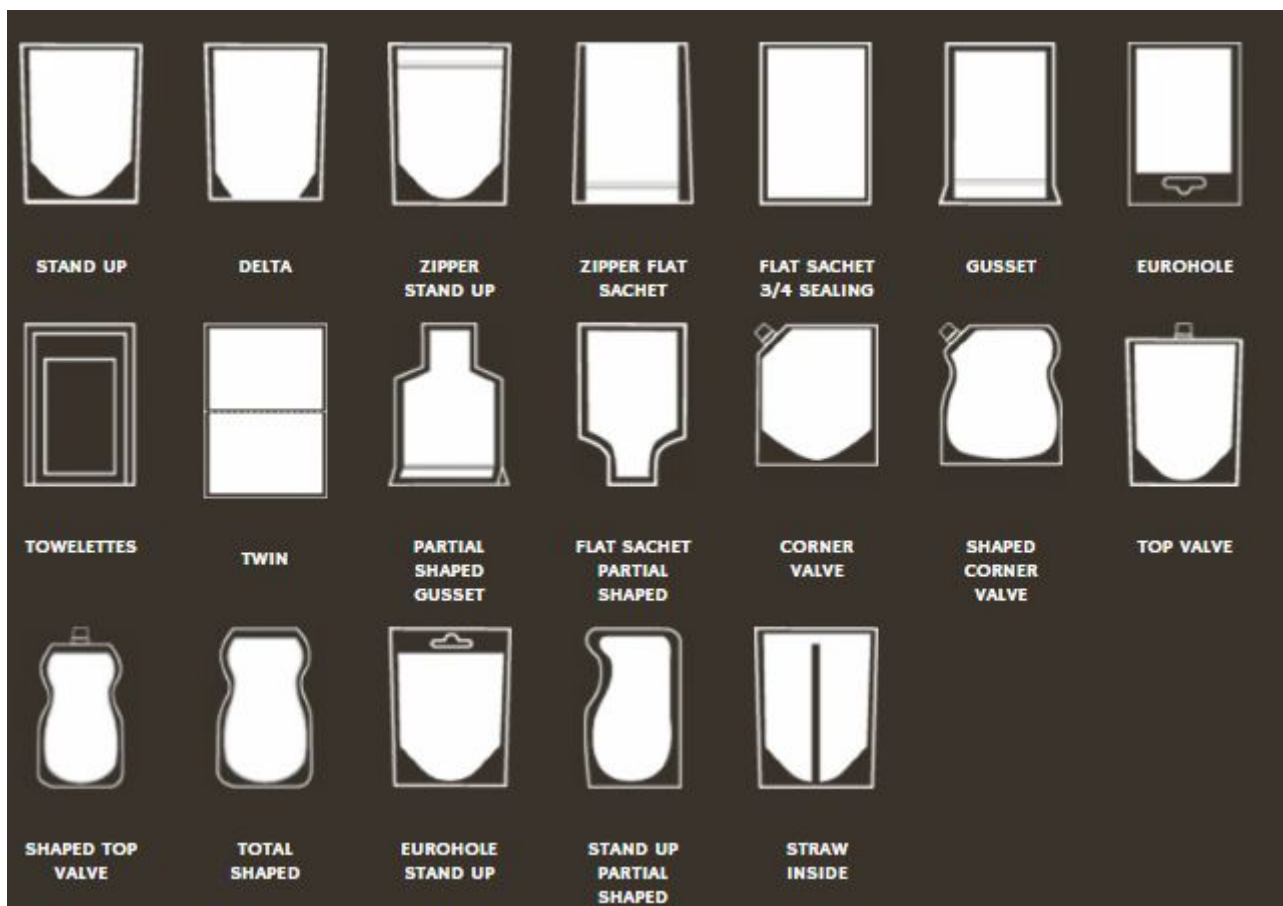 STAND UP
DELTA
ZIPPER
STAND UP
ZIPPER FLAT
SACHET
FLAT SACHET
3/4 SEALING
GUSSET
EUROHOLE
TOWELETTES
TWIN
PARTIAL
SHAPED
GUSSET
FLAT SACHET
PARTIAL
SHAPED
CORNER
VALVE
SHAPED
CORNER
VALVE
TOP VALVE
SHAPED TOP
VALVE
TOTAL
SHAPED
EUROHOLE
STAND UP
STAND UP
PARTIAL
SHAPED
STRAW
INSIDE